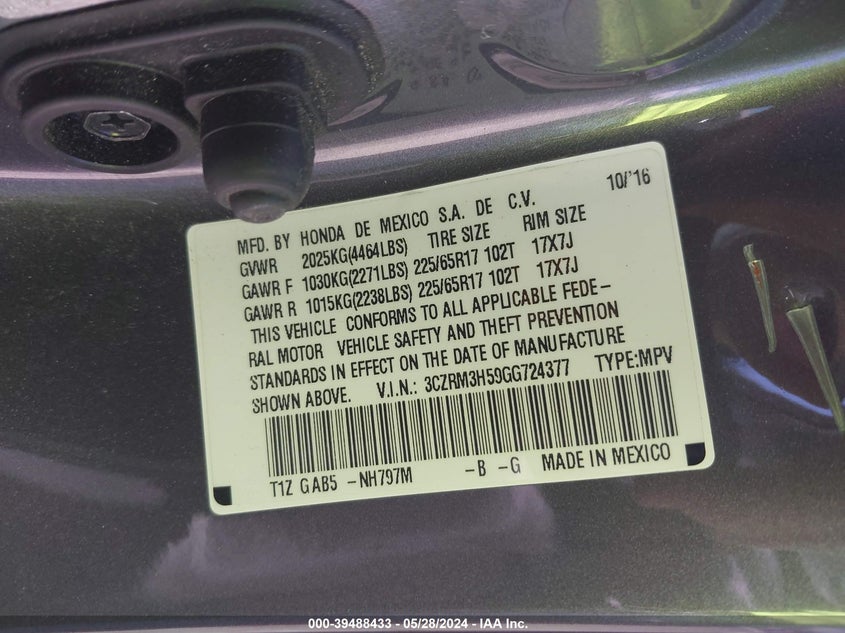 10/'16
MFD. BY HONDA DE MEXICO S.A. DE C.V.
GVWR 2025KG(4464LBS) TIRE SIZE RIM SIZE
GAWR F 1030KG(2271LBS) 225/65R17 102T 17X7J
GAWR R 1015KG(2238LBS) 225/65R17 102T 17X7J
THIS VEHICLE CONFORMS TO ALL APPLICABLE FEDE-
RAL MOTOR VEHICLE SAFETY AND THEFT PREVENTION
STANDARDS IN EFFECT ON THE DATE OF MANUFACTURE
SHOWN ABOVE. V.I.N.: 3CZRM3H59GG724377 TYPE:MPV
T1Z GAB5 -NH797M -B -G MADE IN MEXICO
000-39488433 - 05/28/2024 - IAA Inc.